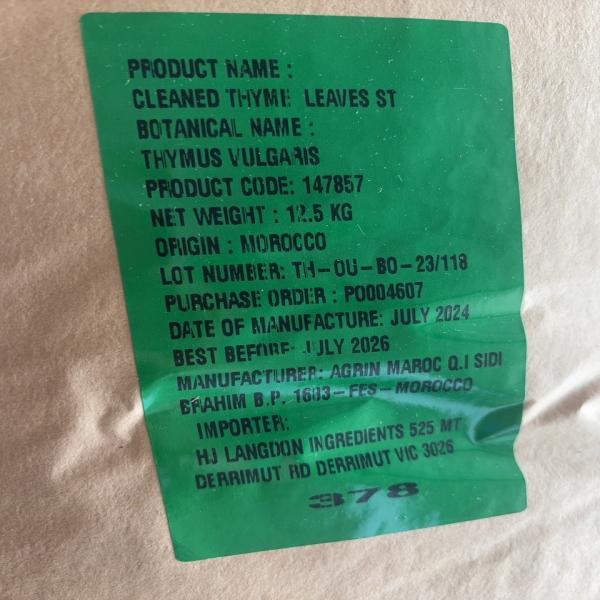 PRODUCT NAME :
CLEANED THYME LEAVES ST
BOTANICAL NAME :
THYMUS VULGARIS
PRODUCT CODE: 147857
NET WEIGHT : 12.5 KG
ORIGIN : MOROCCO
LOT NUMBER: TH-OU-BO-23/118
PURCHASE ORDER : PO004607
DATE OF MANUFACTURE: JULY 2024
BEST BEFORE: JULY 2026
MANUFACTURER: AGRIN MAROC Q.I SIDI
BRAHIM B.P. 1603-FES-MOROCCO
IMPORTER:
HJ LANGDON INGREDIENTS 525 MT
DERRIMUT RD DERRIMUT VIC 3026
378